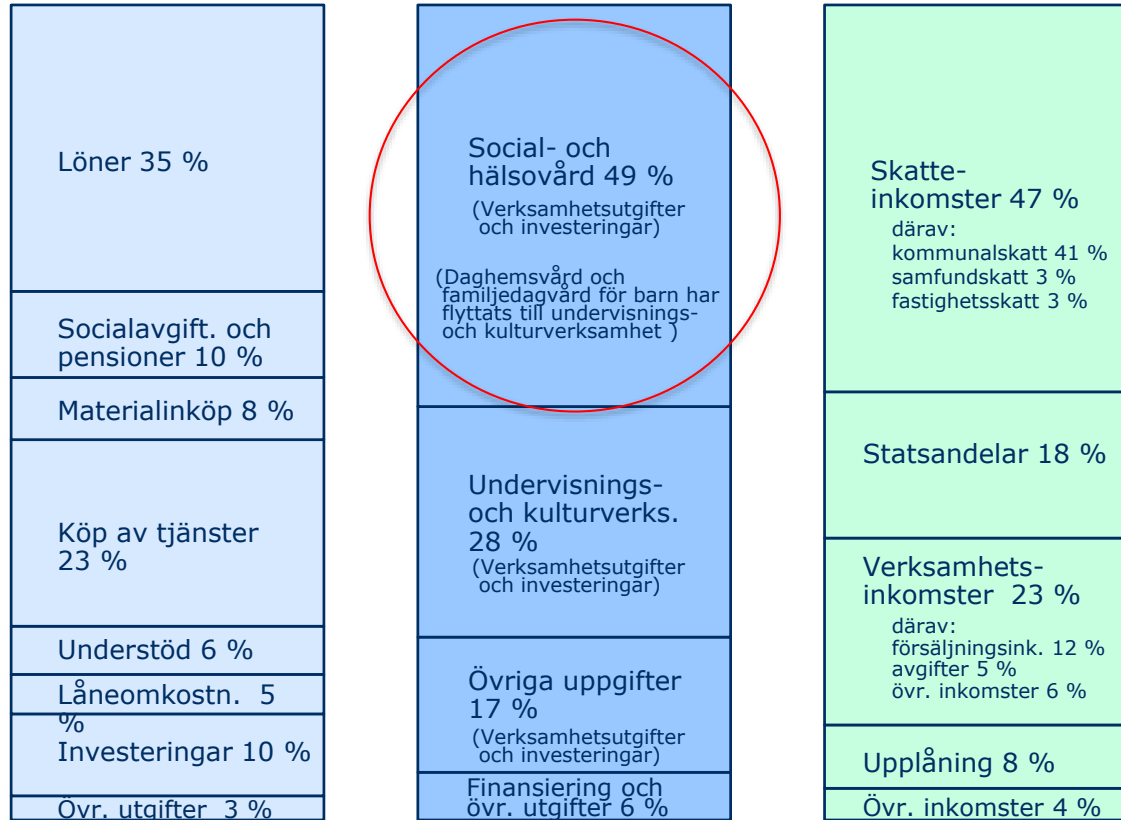 Löner 35 %
Socialavgift. och
pensioner 10 %
Materialinköp 8 %
Köp av tjänster
23 %
Understöd 6 %
Låneomkostn. 5
%
Investeringar 10 %
Övr. utgifter 3 %
Social- och
hälsovård 49 %
(Verksamhetsutgifter
och investeringar)
(Daghemsvård och
familjedagvård för barn har
flyttats till undervisnings-
och kulturverksamhet )
Undervisnings-
och kulturverks.
28 %
(Verksamhetsutgifter
och investeringar)
Övriga uppgifter
17 %
(Verksamhetsutgifter
och investeringar)
Finansiering och
övr. utgifter 6 %
Skatte-
inkomster 47 %
därav:
kommunalskatt 41 %
samfundskatt 3 %
fastighetsskatt 3 %
Statsandelar 18 %
Verksamhets-
inkomster 23 %
därav:
försäljningsink. 12 %
avgifter 5 %
övr. inkomster 6 %
Upplåning 8 %
Övr. inkomster 4 %